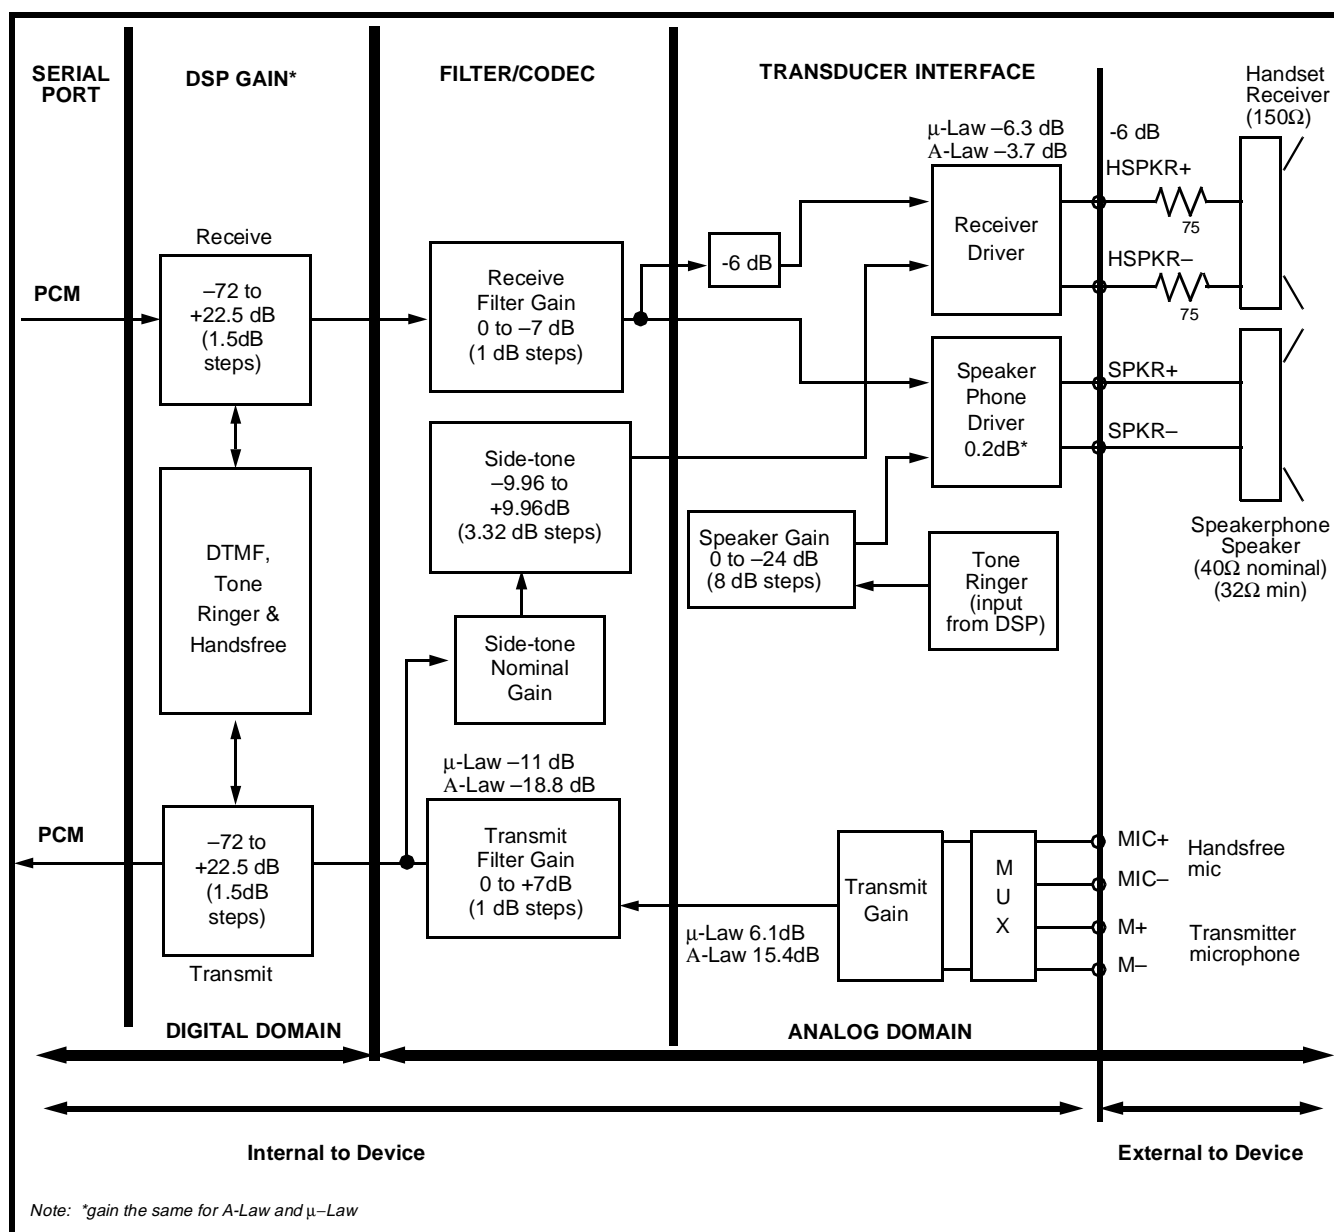 SERIAL
PORT
DSP GAIN*
FILTER/CODEC
TRANSDUCER INTERFACE
Handset
Receiver
(150Ω)
μ-Law –6.3 dB
A-Law –3.7 dB
-6 dB
HSPKR+
75
HSPKR–
75
Receive
–72 to
+22.5 dB
(1.5dB
steps)
PCM
Receive
Filter Gain
0 to –7 dB
(1 dB steps)
-6 dB
Receiver
Driver
Speaker
Phone
Driver
0.2dB*
SPKR+
SPKR–
Speakerphone
Speaker
(40Ω nominal)
(32Ω min)
Side-tone
–9.96 to
+9.96dB
(3.32 dB steps)
Speaker Gain
0 to –24 dB
(8 dB steps)
Tone
Ringer
(input
from DSP)
DTMF,
Tone
Ringer &
Handsfree
Side-tone
Nominal
Gain
μ-Law –11 dB
A-Law –18.8 dB
PCM
–72 to
+22.5 dB
(1.5dB
steps)
Transmit
Transmit
Filter Gain
0 to +7dB
(1 dB steps)
μ-Law 6.1dB
A-Law 15.4dB
Transmit
Gain
M
U
X
MIC+
MIC–
Handsfree
mic
M+
M–
Transmitter
microphone
DIGITAL DOMAIN
ANALOG DOMAIN
Internal to Device
External to Device
Note: *gain the same for A-Law and μ–Law